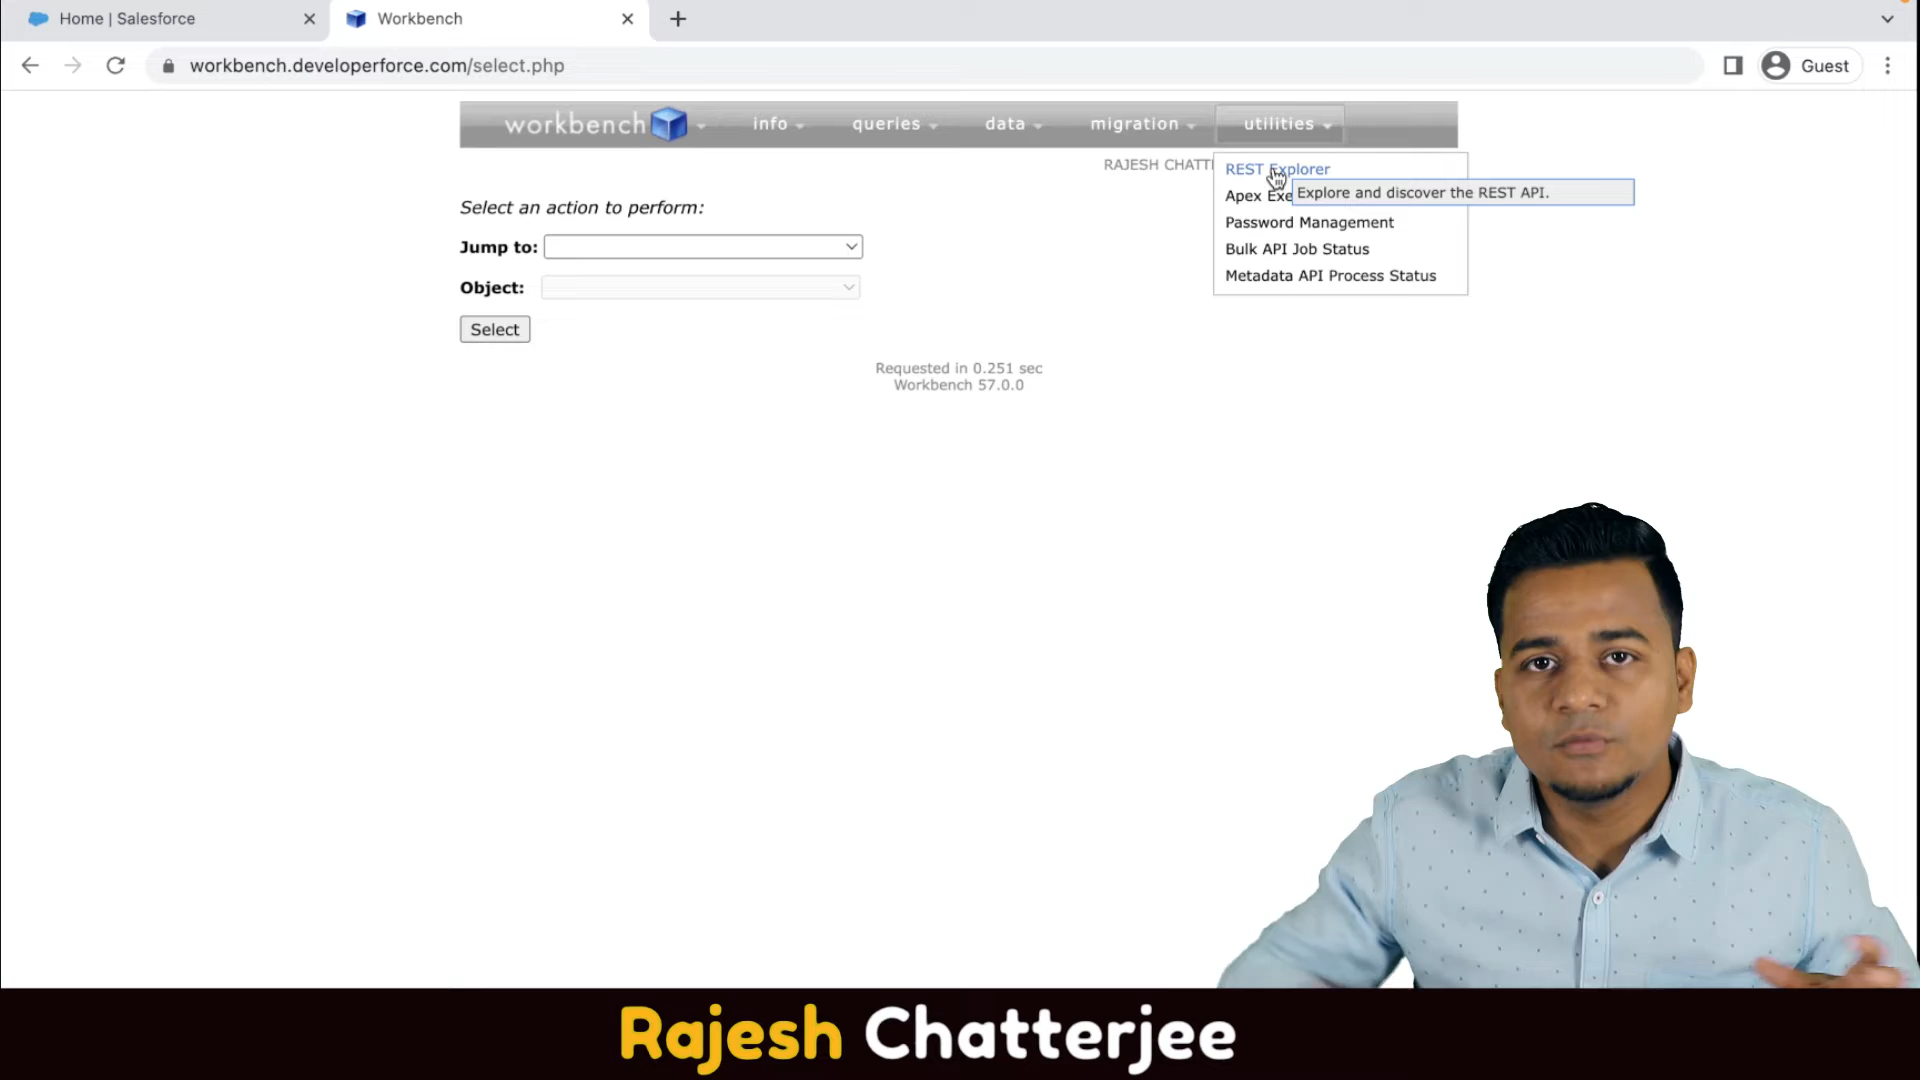 Home | Salesforce
Workbench
workbench.developerforce.com/select.php
Guest
workbench
info
queries
data
migration
utilities
RAJESH CHATT
REST Explorer
Explore and discover the REST API.
Apex Exe
Password Management
Bulk API Job Status
Metadata API Process Status
Select an action to perform:
Jump to:
Object:
Select
Requested in 0.251 sec
Workbench 57.0.0
Rajesh Chatterjee